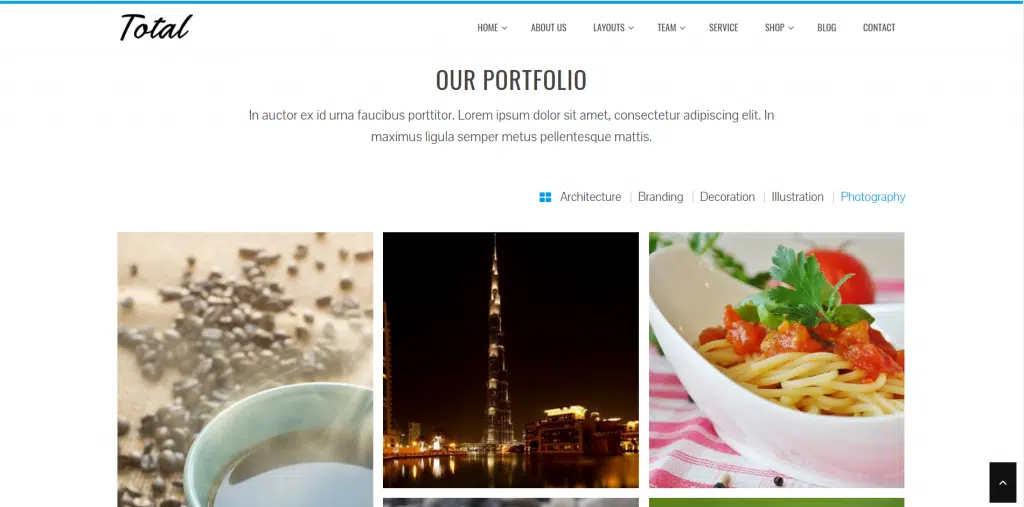 Total
HOME ABOUT US LAYOUTS TEAM SERVICE SHOP BLOG CONTACT
OUR PORTFOLIO
In auctor ex id urna faucibus porttitor. Lorem ipsum dolor sit amet, consectetur adipiscing elit. In
maximus ligula semper metus pellentesque mattis.
Architecture | Branding | Decoration | Illustration | Photography